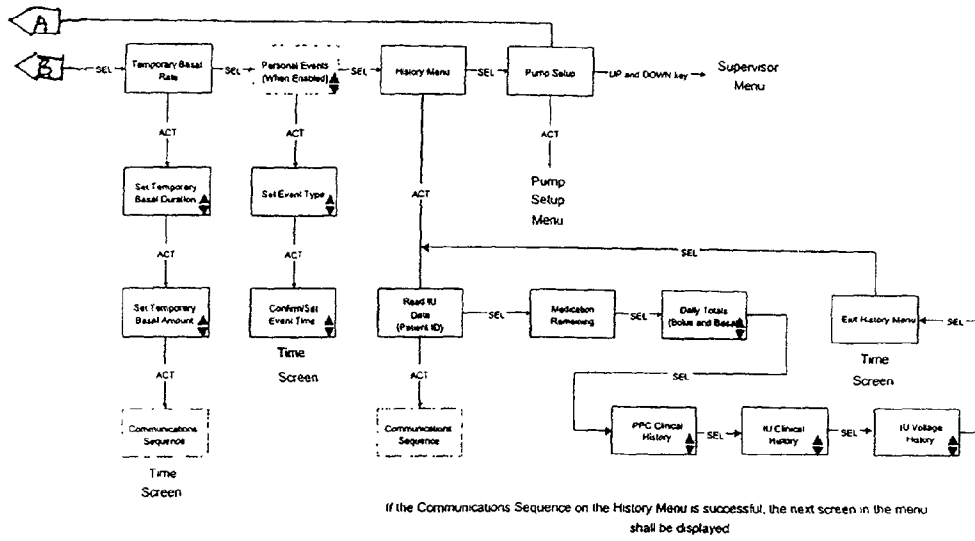 A
B
SEL
Temporary Basal
Rate
SEL
Personal Events
(When Enabled)
SEL
History Menu
SEL
Pump Setup
UP and DOWN key
Supervisor
Menu
ACT
ACT
ACT
ACT
Set Temporary
Basal Duration
Set Event Type
Pump
Setup
Menu
ACT
ACT
SEL
Set Temporary
Basal Amount
Confirm/Set
Event Time
Read IU
Data
(Patient ID)
SEL
Medication
Remaining
SEL
Daily Totals
(Bolus and Basal)
Exit History Menu
SEL
Time
Screen
Time
Screen
ACT
ACT
SEL
Communications
Sequence
Communications
Sequence
PPC Clinical
History
SEL
IU Clinical
History
SEL
IU Voltage
History
Time
Screen
If the Communications Sequence on the History Menu is successful, the next screen in the menu
shall be displayed